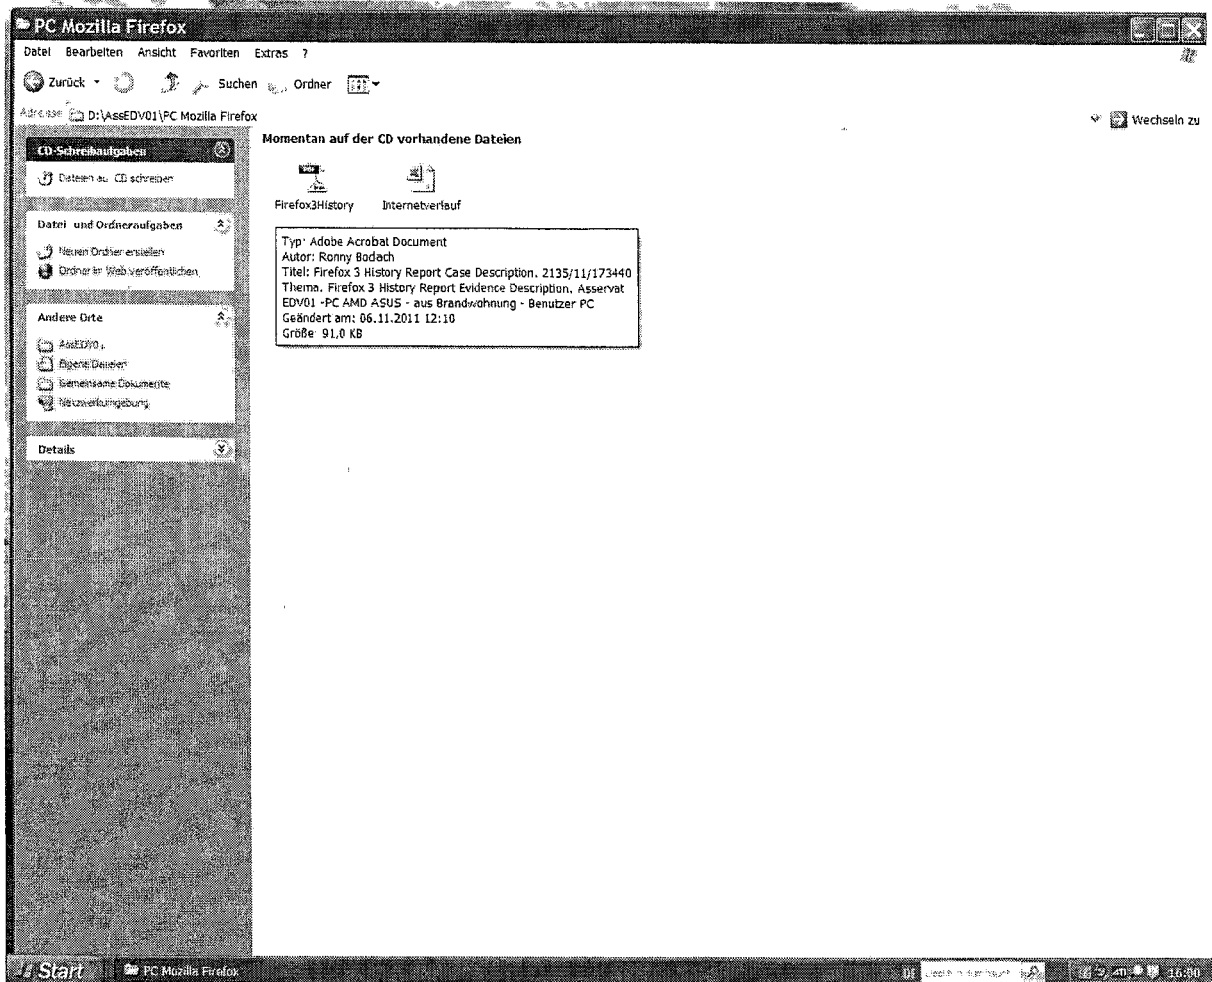 PC Mozilla Firefox
Datei Bearbeiten Ansicht Favoriten Extras ?
Zurück Suchen Ordner
Adresse D:\AssEDV01\PC Mozilla Firefox Wechseln zu
CD-Schreibaufgaben
Dateien auf CD schreiben
Datei- und Ordneraufgaben
Neuen Ordner erstellen
Ordner im Web veröffentlichen
Andere Orte
AssEDV01
Eigene Dateien
Gemeinsame Dokumente
Netzwerkumgebung
Details
Momentan auf der CD vorhandene Dateien
Firefox3History Internetverlauf
Typ: Adobe Acrobat Document
Autor: Ronny Bodach
Titel: Firefox 3 History Report Case Description. 2135/11/173440
Thema. Firefox 3 History Report Evidence Description. Asservat
EDV01 -PC AMD ASUS - aus Brandwohnung - Benutzer PC
Geändert am: 06.11.2011 12:10
Größe: 91,0 KB
Start PC Mozilla Firefox DE 16:00